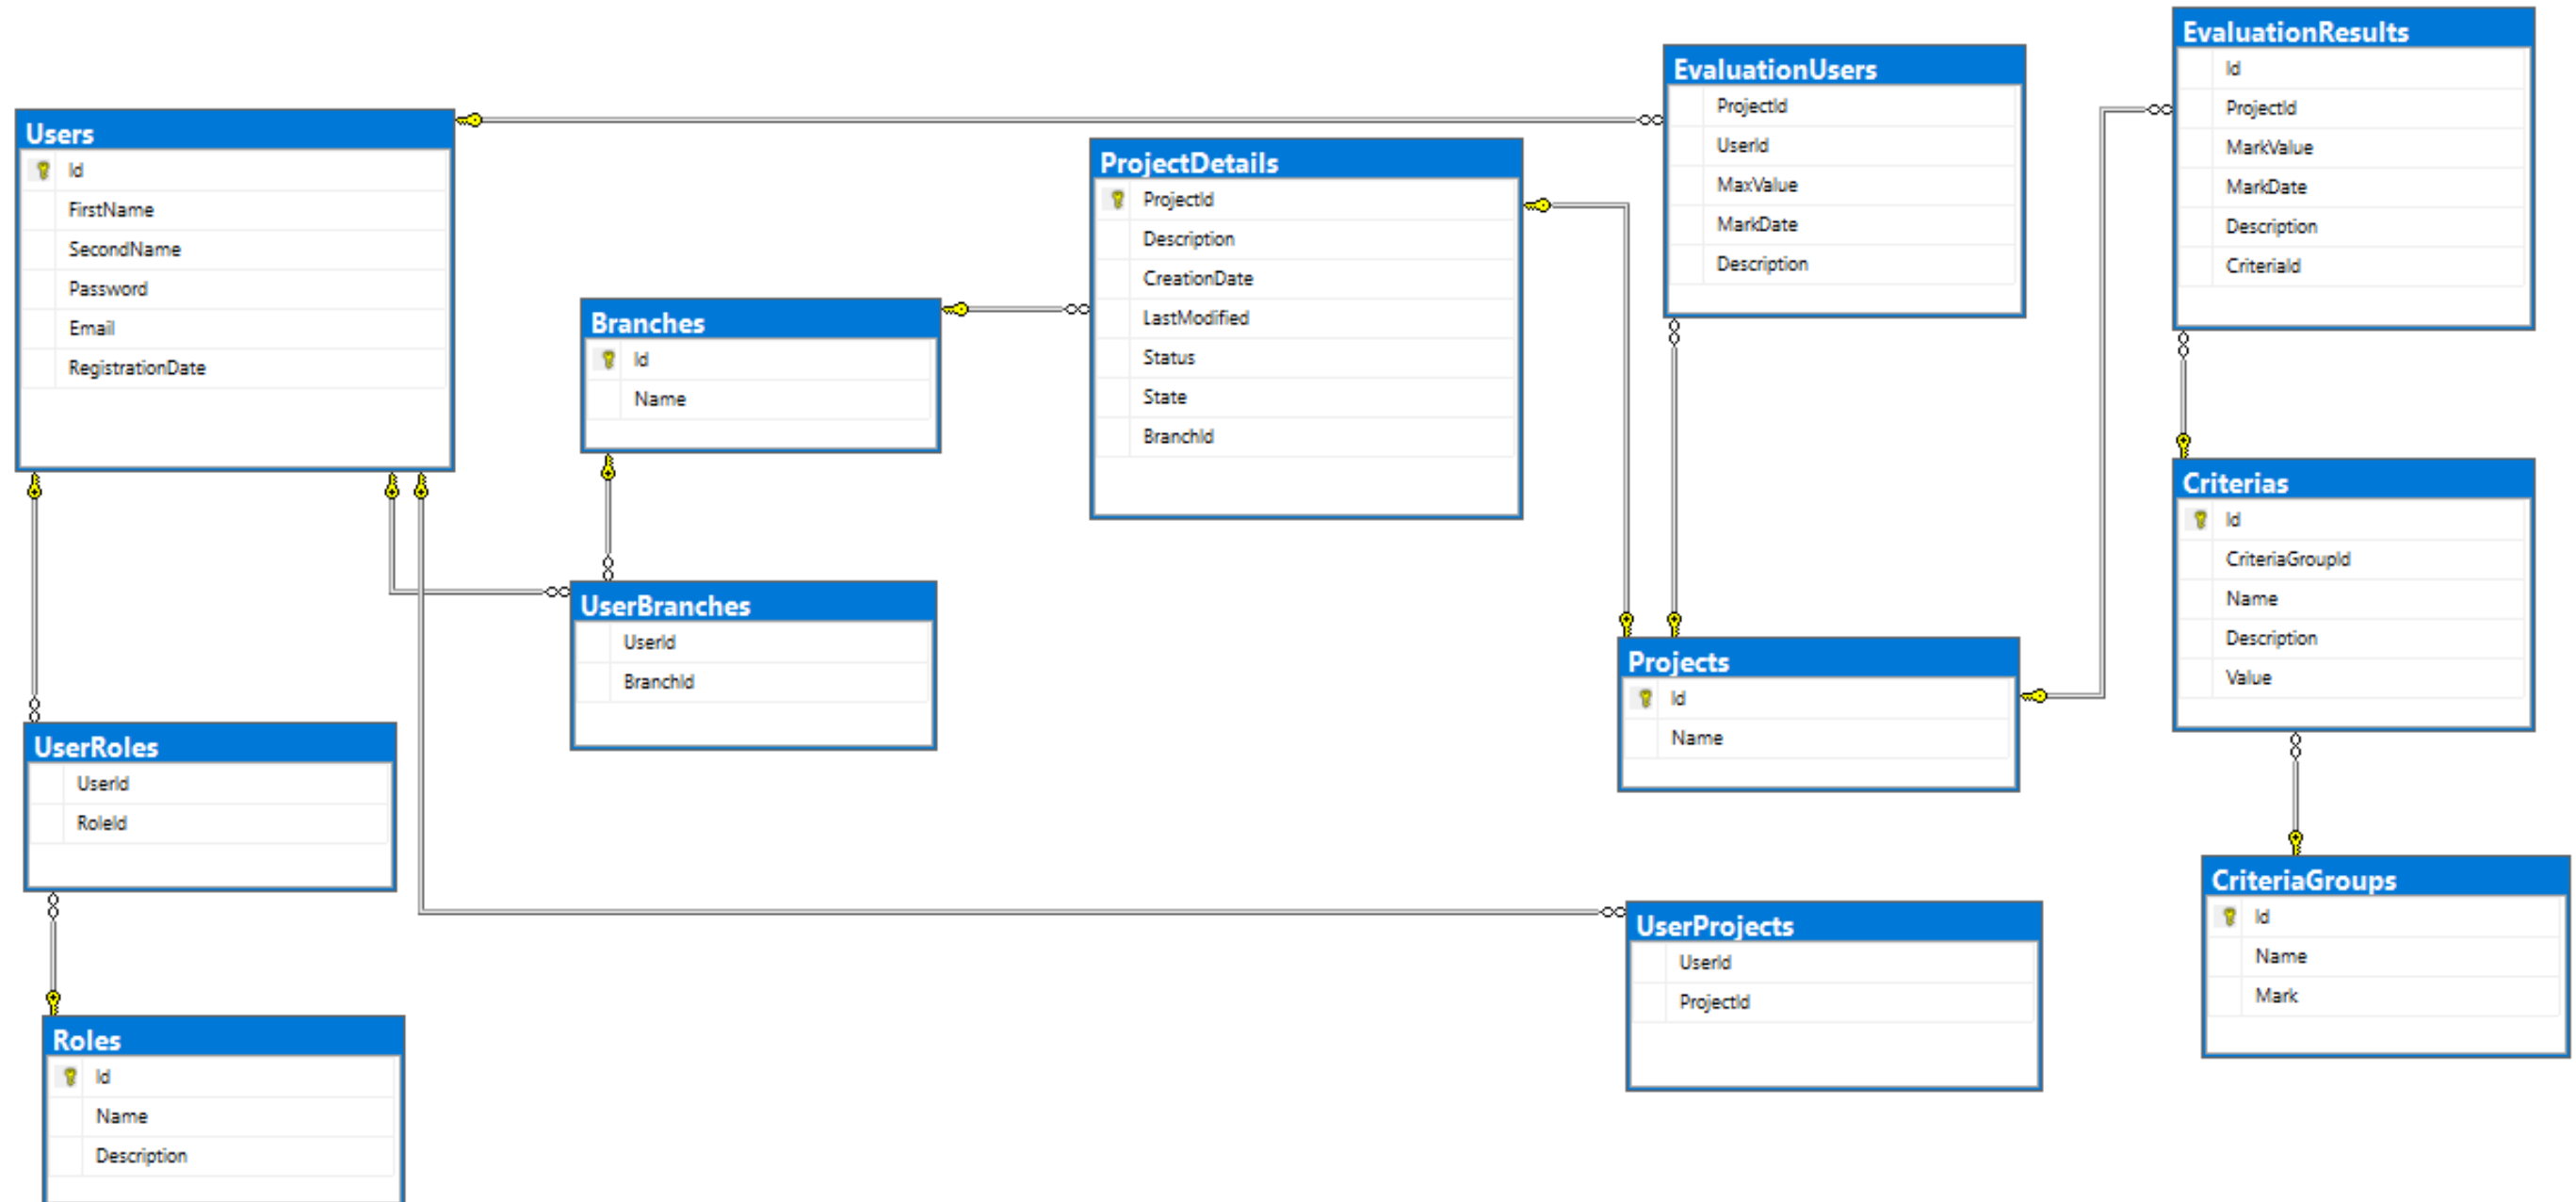 Users
Id
FirstName
SecondName
Password
Email
RegistrationDate
UserRoles
UserId
RoleId
Roles
Id
Name
Description
Branches
Id
Name
UserBranches
UserId
BranchId
ProjectDetails
ProjectId
Description
CreationDate
LastModified
Status
State
BranchId
EvaluationUsers
ProjectId
UserId
MaxValue
MarkDate
Description
Projects
Id
Name
UserProjects
UserId
ProjectId
EvaluationResults
Id
ProjectId
MarkValue
MarkDate
Description
CriteriaId
Criterias
Id
CriteriaGroupId
Name
Description
Value
CriteriaGroups
Id
Name
Mark